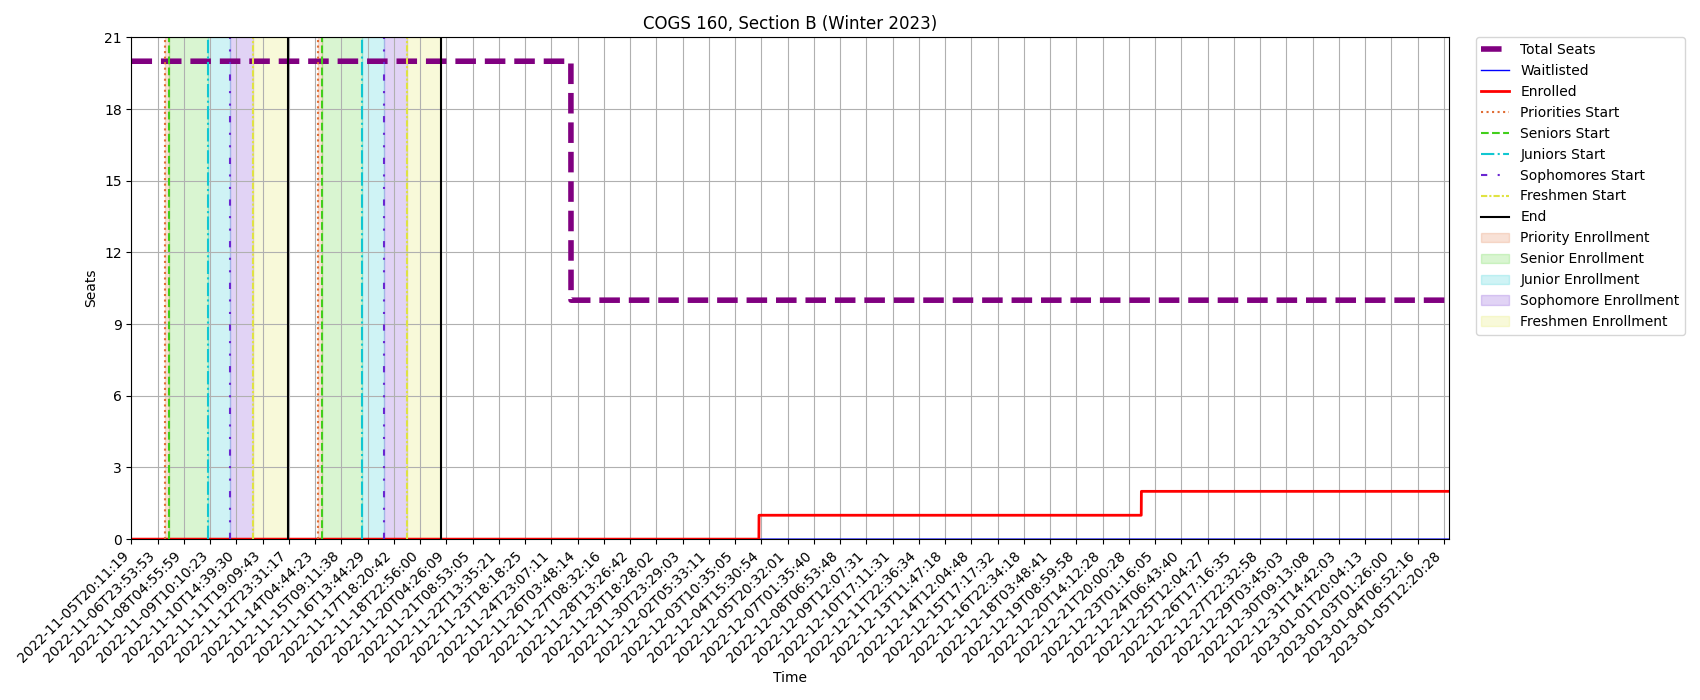 COGS 160, Section B (Winter 2023)
21
18
15
12
9
6
3
0
Seats
2022-11-05T20:11:19
2022-11-06T23:53:53
2022-11-08T04:55:59
2022-11-09T10:10:23
2022-11-10T14:39:30
2022-11-11T19:09:43
2022-11-12T23:31:17
2022-11-14T04:44:23
2022-11-15T09:11:38
2022-11-16T13:44:29
2022-11-17T18:20:42
2022-11-18T22:56:00
2022-11-20T04:26:09
2022-11-21T08:53:05
2022-11-22T13:35:21
2022-11-23T18:18:25
2022-11-24T23:07:11
2022-11-26T03:48:14
2022-11-27T08:32:16
2022-11-28T13:26:42
2022-11-29T18:28:02
2022-11-30T23:29:03
2022-12-02T05:33:11
2022-12-03T10:35:05
2022-12-04T15:30:54
2022-12-05T20:32:01
2022-12-07T01:35:40
2022-12-08T06:53:48
2022-12-09T12:07:31
2022-12-10T17:11:31
2022-12-11T22:36:34
2022-12-13T11:47:18
2022-12-14T12:04:48
2022-12-15T17:17:32
2022-12-16T22:34:18
2022-12-18T03:48:41
2022-12-19T08:59:58
2022-12-20T14:12:28
2022-12-21T20:00:28
2022-12-23T01:16:05
2022-12-24T06:43:40
2022-12-25T12:04:27
2022-12-26T17:16:35
2022-12-27T22:32:58
2022-12-29T03:45:03
2022-12-30T09:13:08
2022-12-31T14:42:03
2023-01-01T20:04:13
2023-01-03T01:26:00
2023-01-04T06:52:16
2023-01-05T12:20:28
Time
Total Seats
Waitlisted
Enrolled
Priorities Start
Seniors Start
Juniors Start
Sophomores Start
Freshmen Start
End
Priority Enrollment
Senior Enrollment
Junior Enrollment
Sophomore Enrollment
Freshmen Enrollment